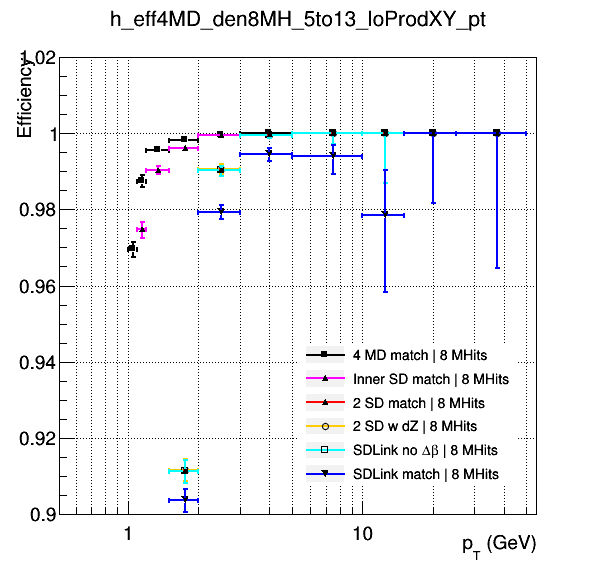 h_eff4MD_den8MH_5to13_loProdXY_pt
Efficiency
1.02
1
0.98
0.96
0.94
0.92
0.9
4 MD match | 8 MHits
Inner SD match | 8 MHits
2 SD match | 8 MHits
2 SD w dZ | 8 MHits
SDLink no Δβ | 8 MHits
SDLink match | 8 MHits
1 10
p_T (GeV)